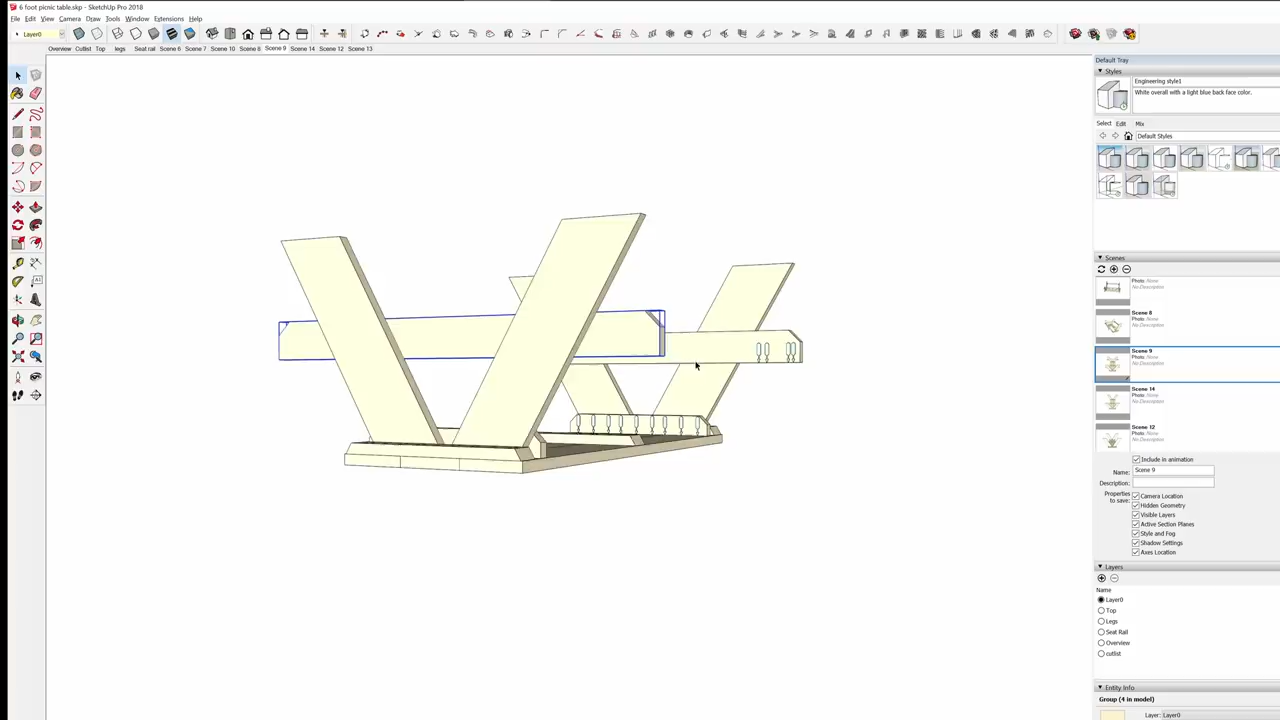 6 foot picnic table.skp - SketchUp Pro 2018
File Edit View Camera Draw Tools Window Extensions Help
Layer0
Overview Cutlist Top legs Seat rail Scene 6 Scene 7 Scene 10 Scene 8 Scene 9 Scene 14 Scene 12 Scene 13
Default Tray
Styles
Engineering style1
White overall with a light blue back face color.
Select Edit Mix
Default Styles
Scenes
Photo: None
No Description
Scene 8
Photo: None
No Description
Scene 9
Photo: None
No Description
Scene 14
Photo: None
No Description
Scene 12
Photo: None
No Description
Include in animation
Name: Scene 9
Description:
Properties to save:
Camera Location
Hidden Geometry
Visible Layers
Active Section Planes
Style and Fog
Shadow Settings
Axes Location
Layers
Name
Layer0
Top
Legs
Seat Rail
Overview
cutlist
Entity Info
Group (4 in model)
Layer: Layer0